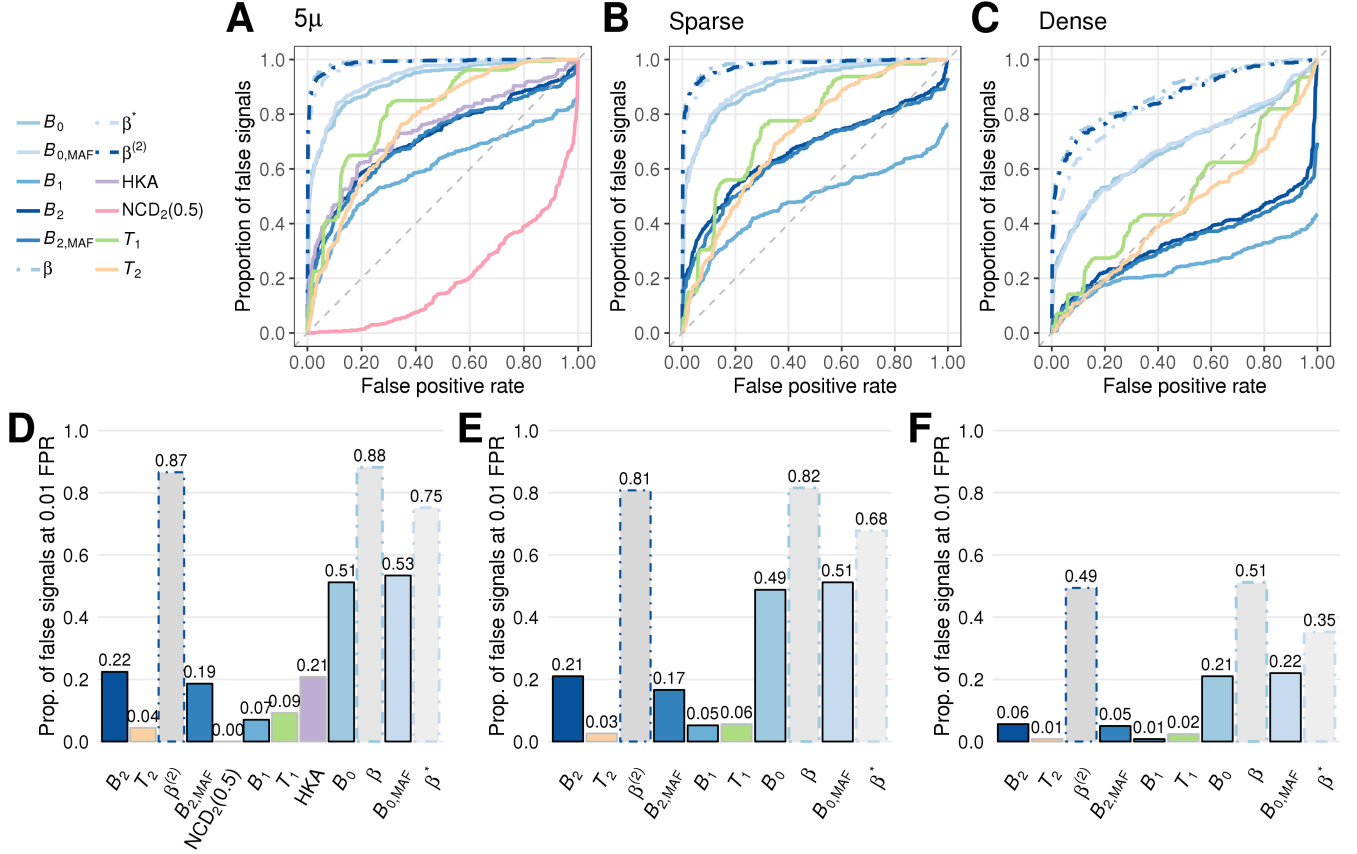 A 5μ B Sparse C Dense
B₀ β*
B₀,MAF β⁽²⁾
B₁ HKA
B₂ NCD₂(0.5)
B₂,MAF T₁
β T₂
Proportion of false signals
1.0
0.8
0.6
0.4
0.2
0.0
0.00 0.20 0.40 0.60 0.80 1.00
False positive rate
Proportion of false signals
1.0
0.8
0.6
0.4
0.2
0.0
0.00 0.20 0.40 0.60 0.80 1.00
False positive rate
Proportion of false signals
1.0
0.8
0.6
0.4
0.2
0.0
0.00 0.20 0.40 0.60 0.80 1.00
False positive rate
D
Prop. of false signals at 0.01 FPR
1.0
0.8
0.6
0.4
0.2
0.0
0.22 0.04 0.87 0.19 0.00 0.07 0.09 0.21 0.51 0.88 0.53 0.75
B₂ T₂ β⁽²⁾ B₂,MAF NCD₂(0.5) B₁ T₁ HKA B₀ β B₀,MAF β*
E
Prop. of false signals at 0.01 FPR
1.0
0.8
0.6
0.4
0.2
0.0
0.21 0.03 0.81 0.17 0.05 0.06 0.49 0.82 0.51 0.68
B₂ T₂ β⁽²⁾ B₂,MAF B₁ T₁ B₀ β B₀,MAF β*
F
Prop. of false signals at 0.01 FPR
1.0
0.8
0.6
0.4
0.2
0.0
0.06 0.01 0.49 0.05 0.01 0.02 0.21 0.51 0.22 0.35
B₂ T₂ β⁽²⁾ B₂,MAF B₁ T₁ B₀ β B₀,MAF β*